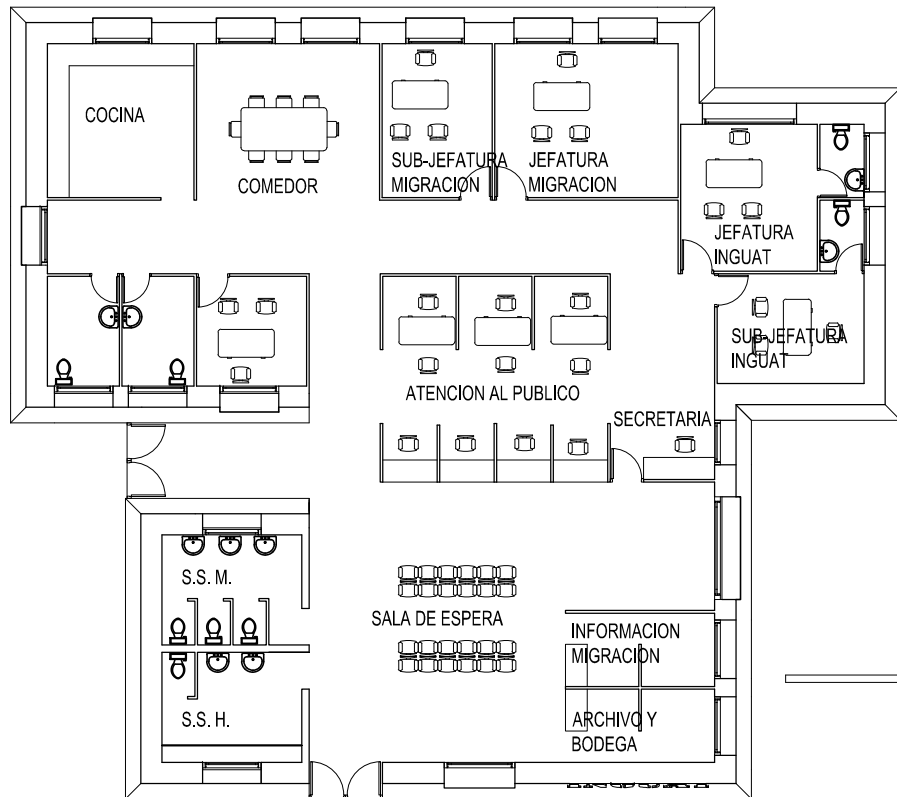 COCINA
COMEDOR
SUB-JEFATURA
MIGRACION
JEFATURA
MIGRACION
JEFATURA
INGUAT
SUB-JEFATURA
INGUAT
ATENCION AL PUBLICO
SECRETARIA
S.S. M.
SALA DE ESPERA
INFORMACION
MIGRACION
S.S. H.
ARCHIVO Y
BODEGA